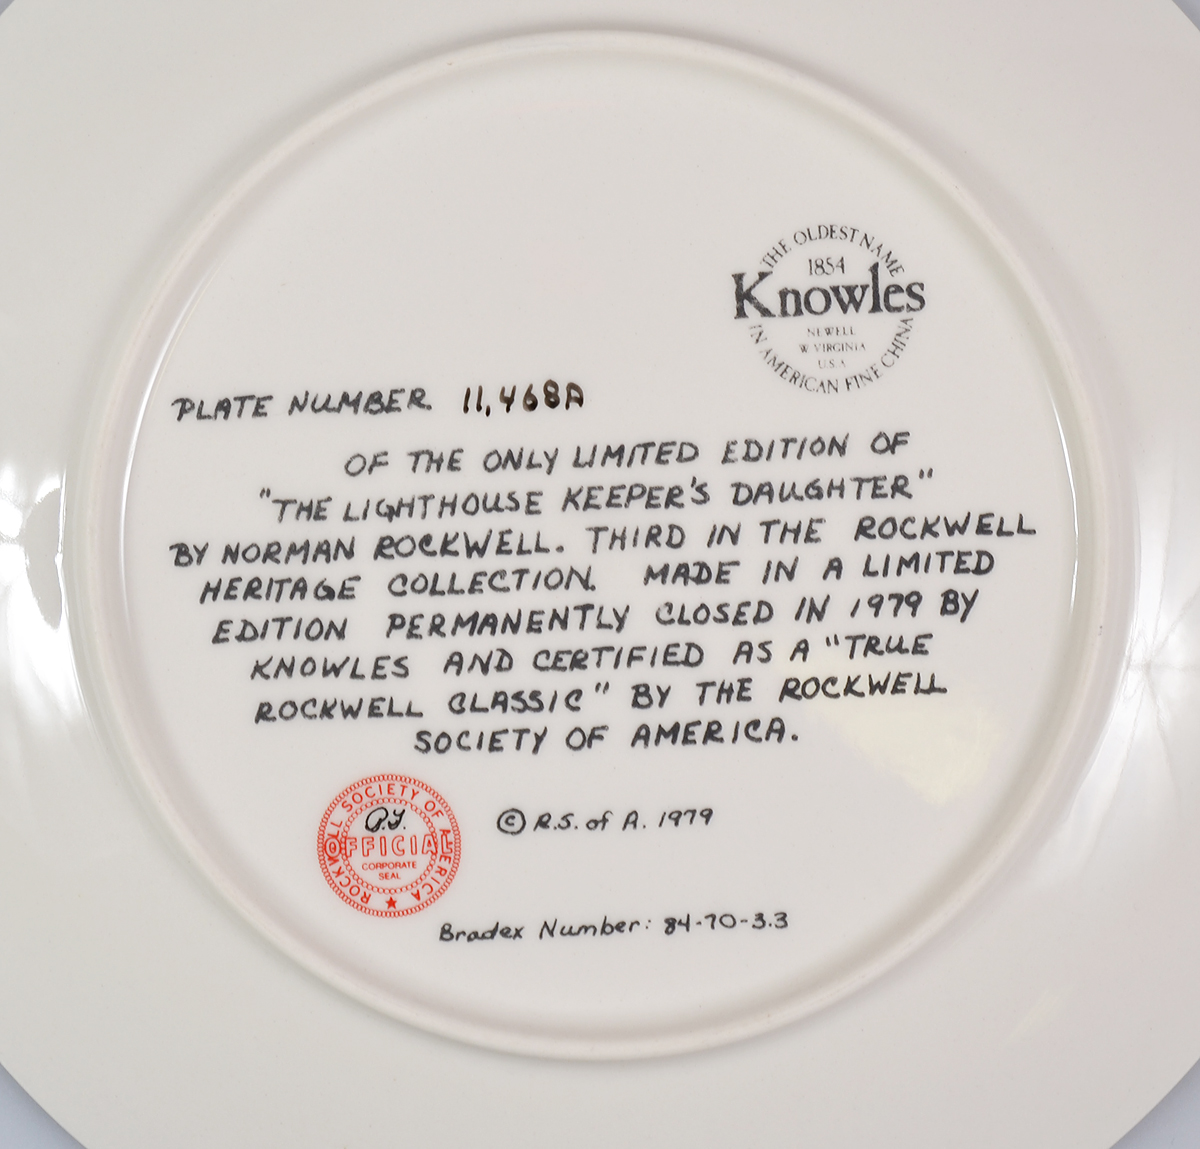 THE OLDEST NAME
1854
Knowles
NEWELL
W VIRGINIA
U.S.A
IN AMERICAN FINE CHINA
PLATE NUMBER 11,468A
OF THE ONLY LIMITED EDITION OF
"THE LIGHTHOUSE KEEPER'S DAUGHTER"
BY NORMAN ROCKWELL. THIRD IN THE ROCKWELL
HERITAGE COLLECTION. MADE IN A LIMITED
EDITION PERMANENTLY CLOSED IN 1979 BY
KNOWLES AND CERTIFIED AS A "TRUE
ROCKWELL CLASSIC" BY THE ROCKWELL
SOCIETY OF AMERICA.
ROCKWELL SOCIETY OF AMERICA
P.J.
OFFICIAL
CORPORATE
SEAL
© R.S. of A. 1979
Bradex Number: 84-70-3.3